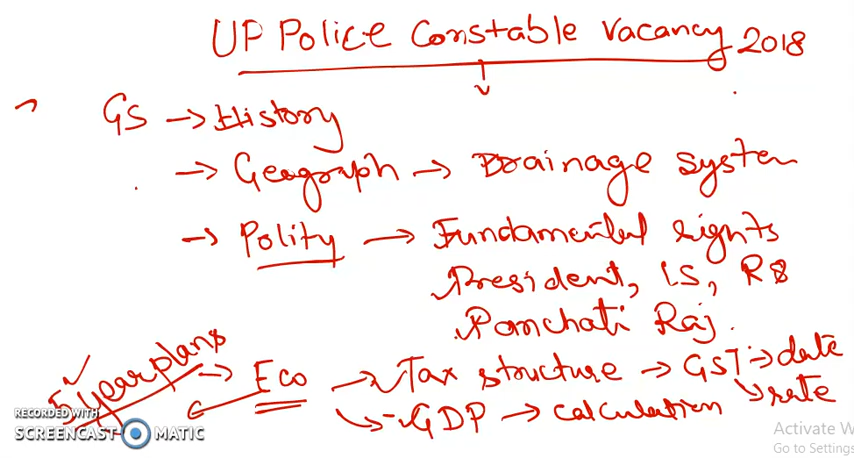 UP Police Constable Vacancy 2018
GS → History
→ Geograph → Drainage system
→ Polity → Fundamental rights
President, LS, RS
Panchati Raj.
5 year plans → Eco → Tax structure → GST → date
→ rate
→ GDP → calculation
RECORDED WITH
SCREENCAST MATIC
Activate W
Go to Settings